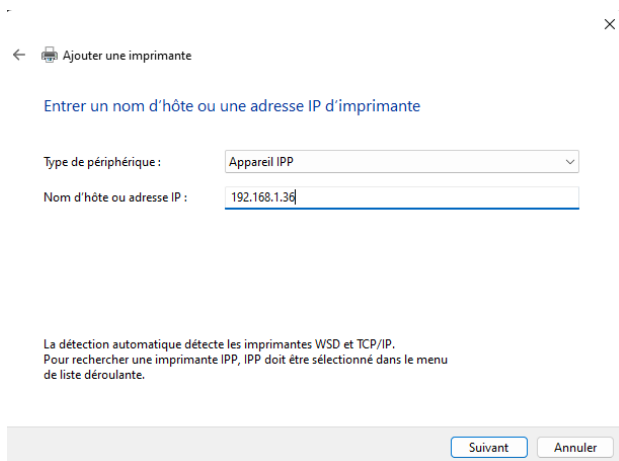 Ajouter une imprimante
Entrer un nom d'hôte ou une adresse IP d'imprimante
Type de périphérique : Appareil IPP
Nom d'hôte ou adresse IP : 192.168.1.36
La détection automatique détecte les imprimantes WSD et TCP/IP.
Pour rechercher une imprimante IPP, IPP doit être sélectionné dans le menu
de liste déroulante.
Suivant Annuler